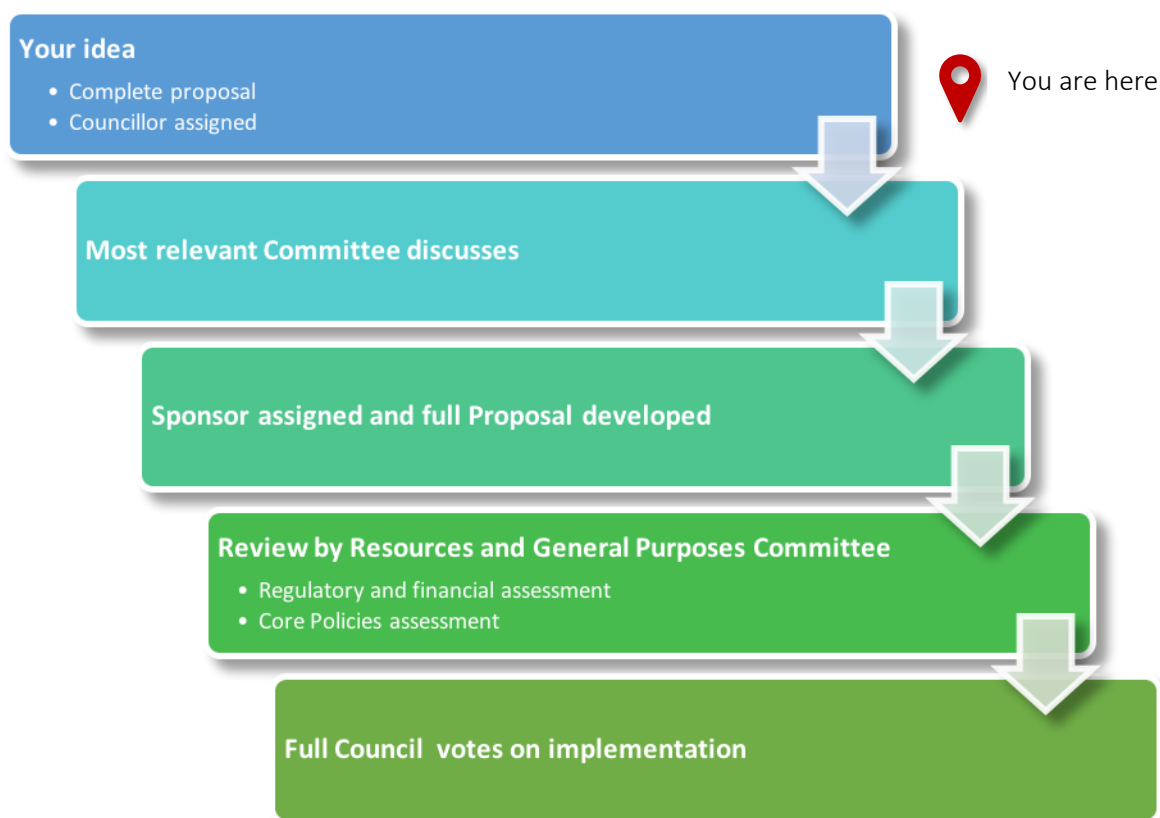 Your idea
• Complete proposal
• Councillor assigned
You are here
Most relevant Committee discusses
Sponsor assigned and full Proposal developed
Review by Resources and General Purposes Committee
• Regulatory and financial assessment
• Core Policies assessment
Full Council votes on implementation